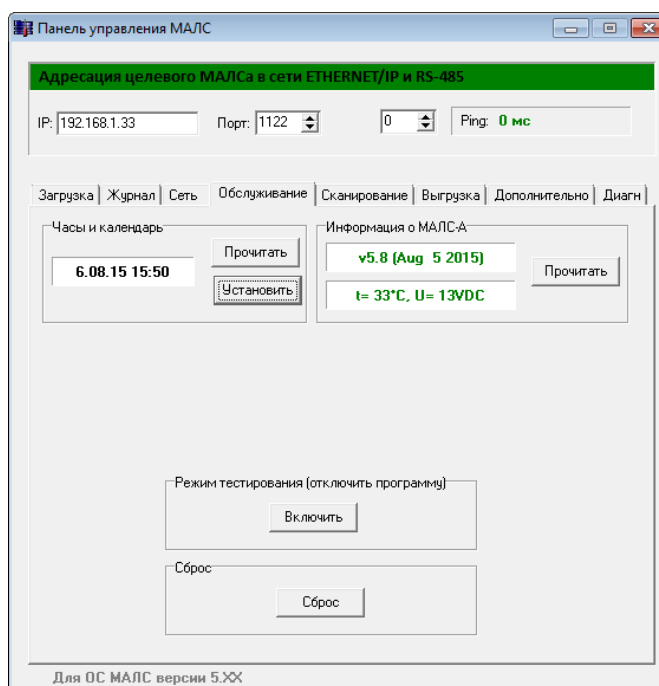 Панель управления МАЛС
Адресация целевого МАЛСа в сети ETHERNET/IP и RS-485
IP: 192.168.1.33 Порт: 1122 0 Ping: 0 мс
Загрузка Журнал Сеть Обслуживание Сканирование Выгрузка Дополнительно Диагн
Часы и календарь
6.08.15 15:50
Прочитать
Установить
Информация о МАЛС-А
v5.8 (Aug 5 2015)
t= 33°C, U= 13VDC
Прочитать
Режим тестирования (отключить программу)
Включить
Сброс
Сброс
Для ОС МАЛС версии 5.XX